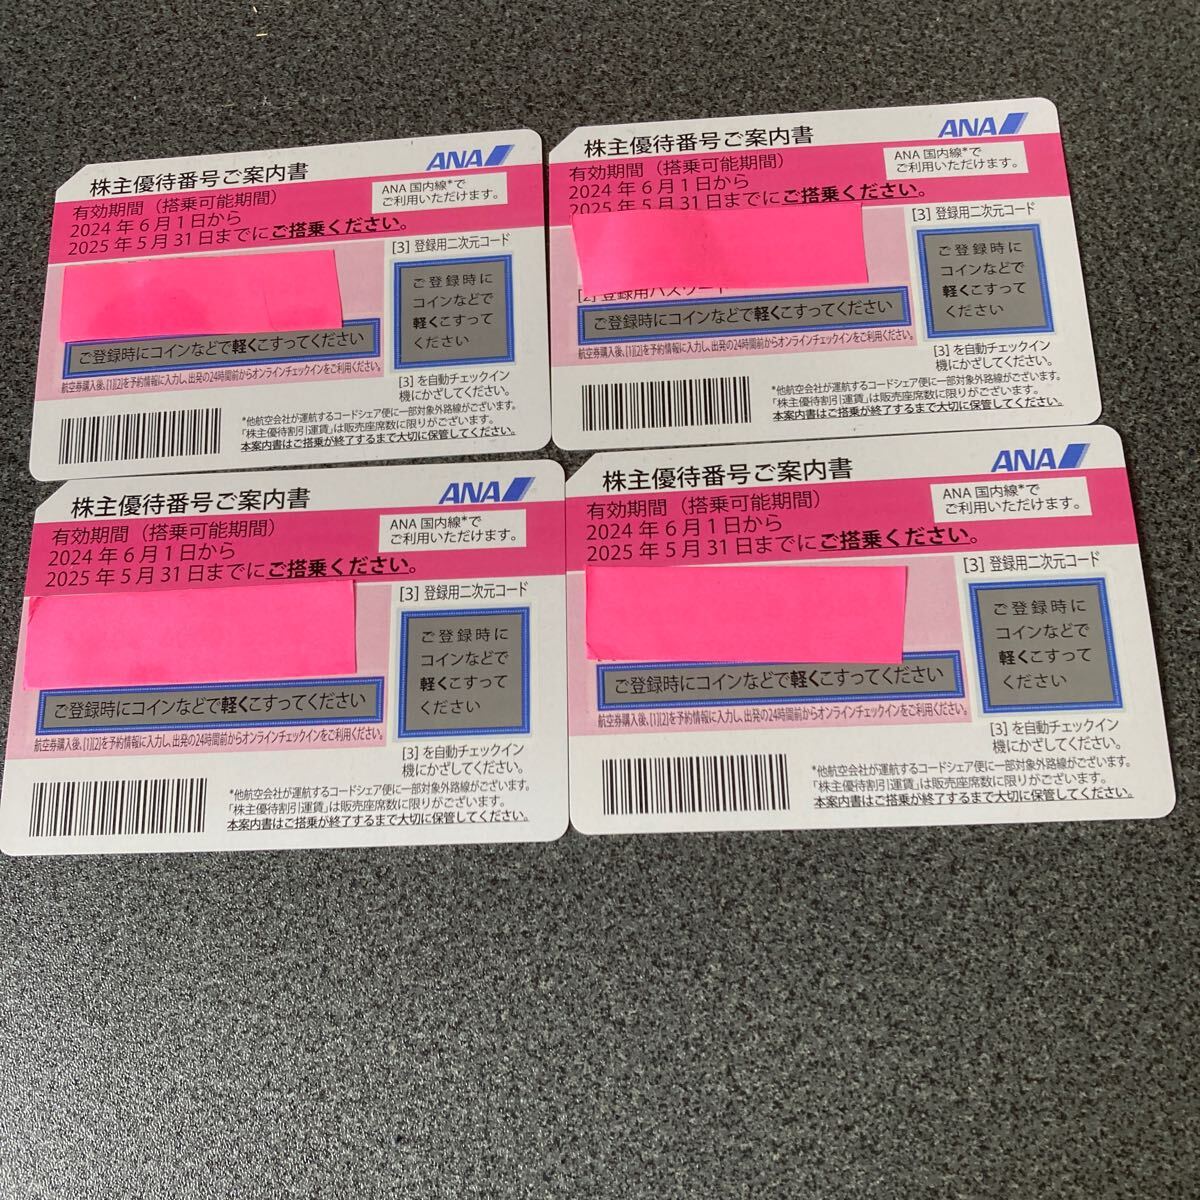 株主優待番号ご案内書
ANA
有効期間（搭乗可能期間）
2024年6月1日から
2025年5月31日までにご搭乗ください。
ANA 国内線*で
ご利用いただけます。
[3] 登録用二次元コード
ご登録時に
コインなどで
軽くこすって
ください
ご登録時にコインなどで軽くこすってください
航空券購入後、[1][2]を予約情報に入力し、出発の24時間前からオンラインチェックインをご利用ください。
[3] を自動チェックイン
機にかざしてください。
*他航空会社が運航するコードシェア便に一部対象外路線がございます。
「株主優待割引運賃」は販売座席数に限りがございます。
本案内書はご搭乗が終了するまで大切に保管してください。
株主優待番号ご案内書
ANA
有効期間（搭乗可能期間）
2024年6月1日から
2025年5月31日までにご搭乗ください。
ANA 国内線*で
ご利用いただけます。
[3] 登録用二次元コード
ご登録時に
コインなどで
軽くこすって
ください
[2] 登録用パスワード
ご登録時にコインなどで軽くこすってください
航空券購入後、[1][2]を予約情報に入力し、出発の24時間前からオンラインチェックインをご利用ください。
[3] を自動チェックイン
機にかざしてください。
*他航空会社が運航するコードシェア便に一部対象外路線がございます。
「株主優待割引運賃」は販売座席数に限りがございます。
本案内書はご搭乗が終了するまで大切に保管してください。
株主優待番号ご案内書
ANA
有効期間（搭乗可能期間）
2024年6月1日から
2025年5月31日までにご搭乗ください。
ANA 国内線*で
ご利用いただけます。
[3] 登録用二次元コード
ご登録時に
コインなどで
軽くこすって
ください
ご登録時にコインなどで軽くこすってください
航空券購入後、[1][2]を予約情報に入力し、出発の24時間前からオンラインチェックインをご利用ください。
[3] を自動チェックイン
機にかざしてください。
*他航空会社が運航するコードシェア便に一部対象外路線がございます。
「株主優待割引運賃」は販売座席数に限りがございます。
本案内書はご搭乗が終了するまで大切に保管してください。
株主優待番号ご案内書
ANA
有効期間（搭乗可能期間）
2024年6月1日から
2025年5月31日までにご搭乗ください。
ANA 国内線*で
ご利用いただけます。
[3] 登録用二次元コード
ご登録時に
コインなどで
軽くこすって
ください
ご登録時にコインなどで軽くこすってください
航空券購入後、[1][2]を予約情報に入力し、出発の24時間前からオンラインチェックインをご利用ください。
[3] を自動チェックイン
機にかざしてください。
*他航空会社が運航するコードシェア便に一部対象外路線がございます。
「株主優待割引運賃」は販売座席数に限りがございます。
本案内書はご搭乗が終了するまで大切に保管してください。